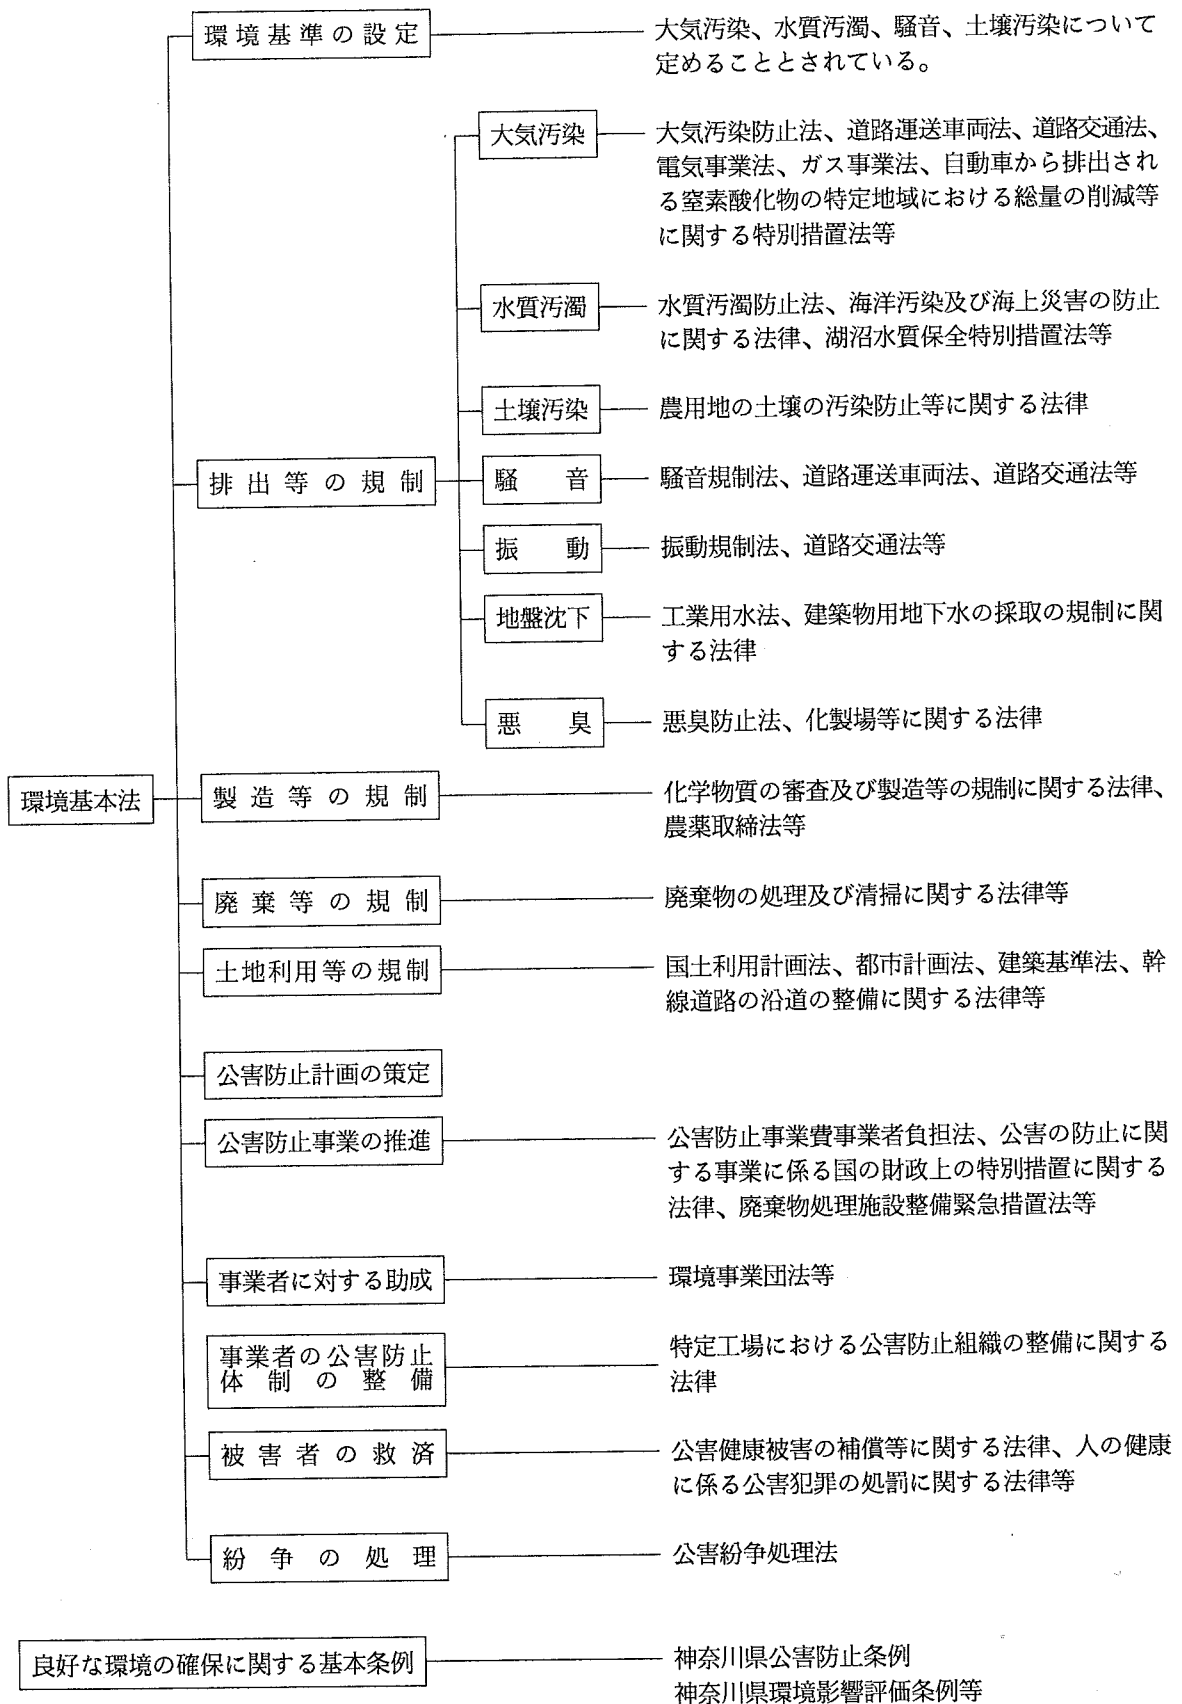 環境基準の設定
大気汚染、水質汚濁、騒音、土壌汚染について
定めることとされている。
大気汚染
大気汚染防止法、道路運送車両法、道路交通法、
電気事業法、ガス事業法、自動車から排出され
る窒素酸化物の特定地域における総量の削減等
に関する特別措置法等
水質汚濁
水質汚濁防止法、海洋汚染及び海上災害の防止
に関する法律、湖沼水質保全特別措置法等
土壌汚染
農用地の土壌の汚染防止等に関する法律
排出等の規制
騒音
騒音規制法、道路運送車両法、道路交通法等
振動
振動規制法、道路交通法等
地盤沈下
工業用水法、建築物用地下水の採取の規制に関
する法律
悪臭
悪臭防止法、化製場等に関する法律
環境基本法
製造等の規制
化学物質の審査及び製造等の規制に関する法律、
農薬取締法等
廃棄等の規制
廃棄物の処理及び清掃に関する法律等
土地利用等の規制
国土利用計画法、都市計画法、建築基準法、幹
線道路の沿道の整備に関する法律等
公害防止計画の策定
公害防止事業の推進
公害防止事業費事業者負担法、公害の防止に関
する事業に係る国の財政上の特別措置に関する
法律、廃棄物処理施設整備緊急措置法等
事業者に対する助成
環境事業団法等
事業者の公害防止
体制の整備
特定工場における公害防止組織の整備に関する
法律
被害者の救済
公害健康被害の補償等に関する法律、人の健康
に係る公害犯罪の処罰に関する法律等
紛争の処理
公害紛争処理法
良好な環境の確保に関する基本条例
神奈川県公害防止条例
神奈川県環境影響評価条例等